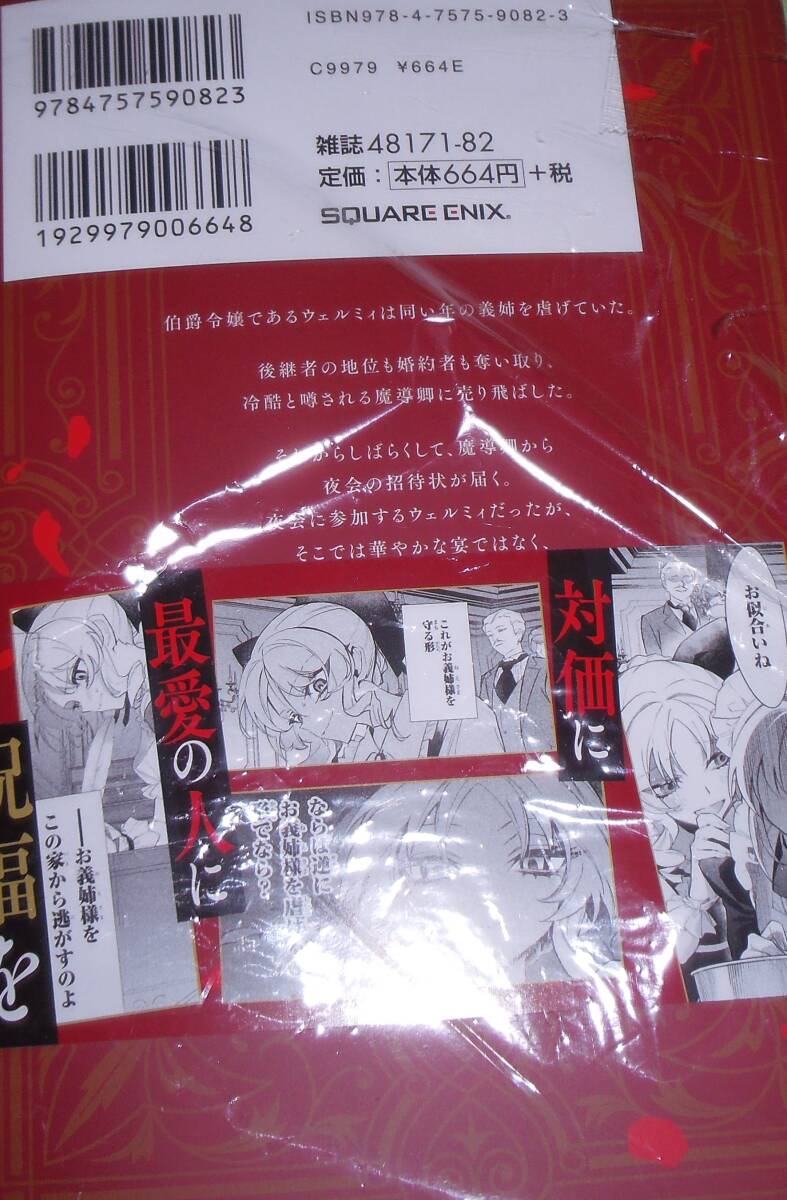 ISBN978-4-7575-9082-3
C9979 ¥664E
9784757590823
1929979006648
雑誌48171-82
定価：本体664円+税
SQUARE ENIX®
伯爵令嬢であるウェルミィは同い年の義姉を虐げていた。
後継者の地位も婚約者も奪い取り、
冷酷と噂される魔導卿に売り飛ばした。
それからしばらくして、魔導卿から
夜会の招待状が届く。
夜会に参加するウェルミィだったが、
そこでは華やかな宴ではなく、
お似合いね
対価に
これがお義姉様を
守る形
ならば逆に
お義姉様を虐
でなら?
最愛の人に
――お義姉様を
この家から逃がすのよ
祝福を